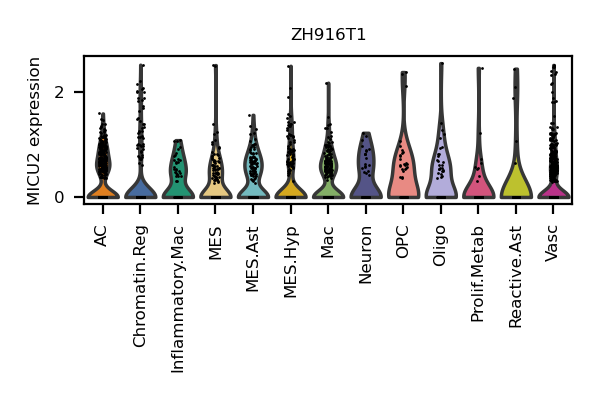 ZH916T1
MICU2 expression
2
0
AC
Chromatin.Reg
Inflammatory.Mac
MES
MES.Ast
MES.Hyp
Mac
Neuron
OPC
Oligo
Prolif.Metab
Reactive.Ast
Vasc